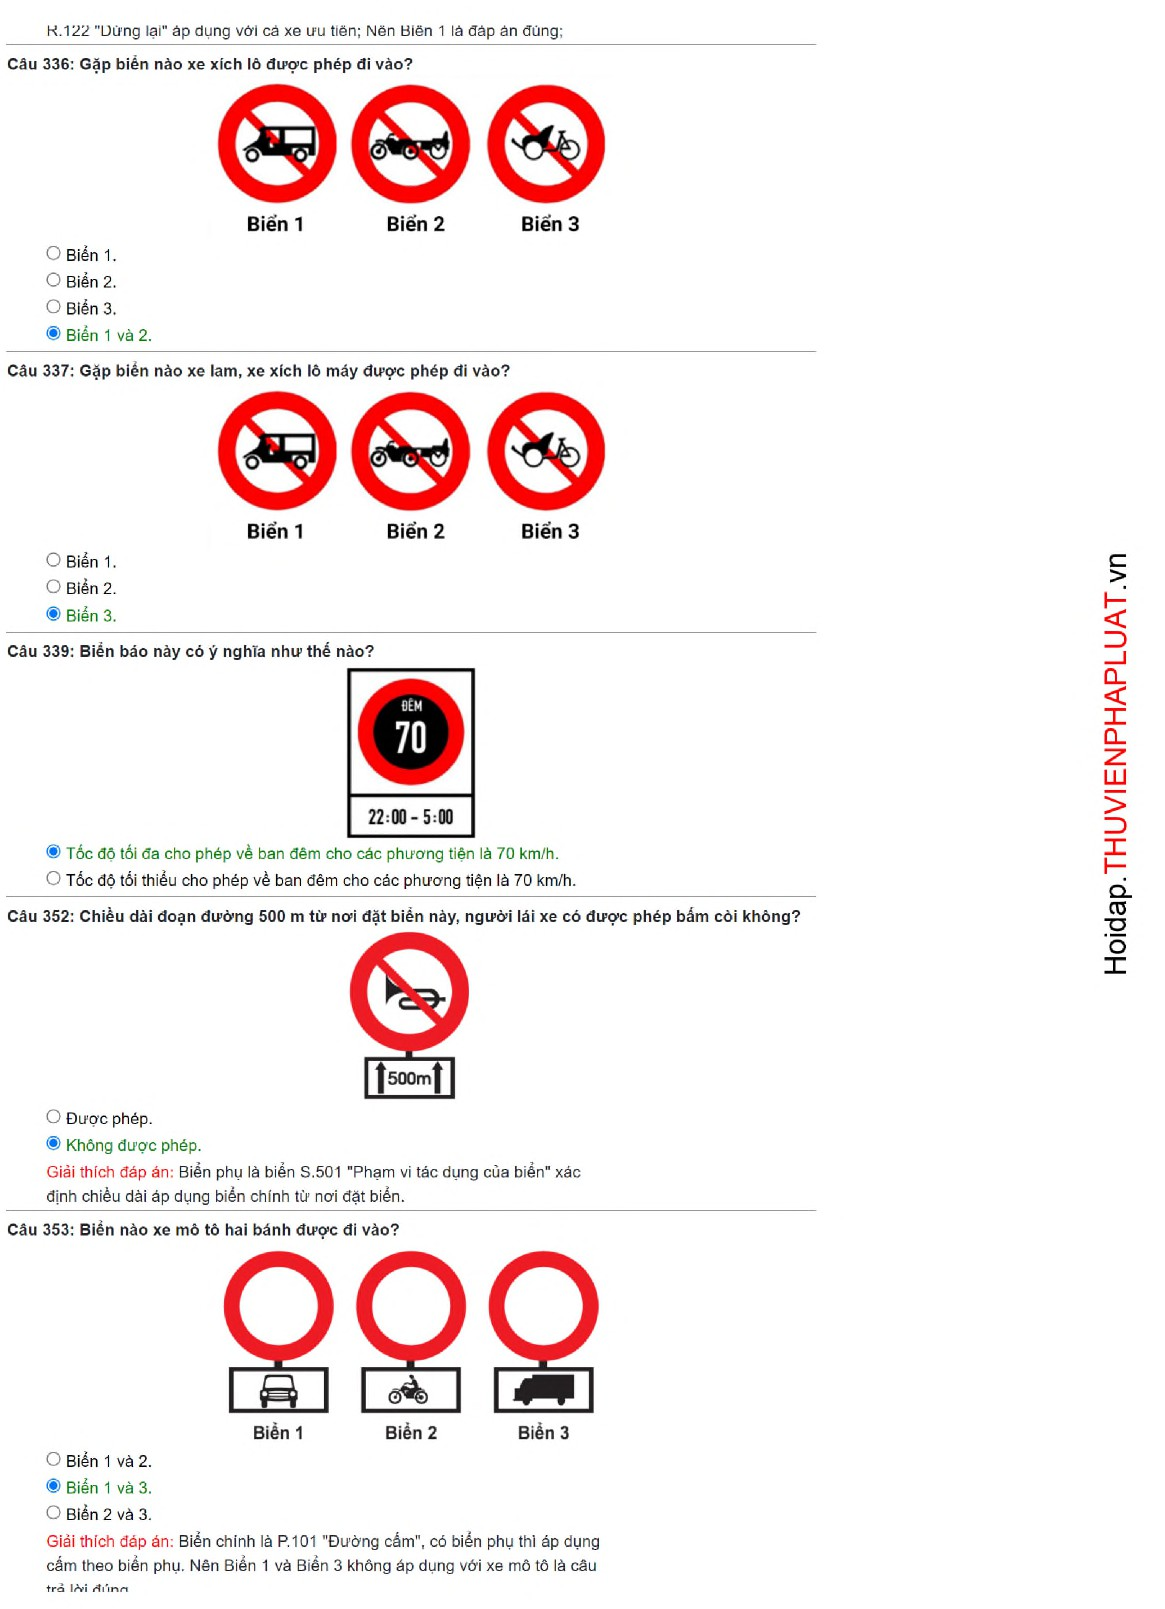 R.122 "Dừng lại" áp dụng với cả xe ưu tiên; Nên Biển 1 là đáp án đúng;
Câu 336: Gặp biển nào xe xích lô được phép đi vào?
Biển 1 Biển 2 Biển 3
Biển 1.
Biển 2.
Biển 3.
Biển 1 và 2.
Câu 337: Gặp biển nào xe lam, xe xích lô máy được phép đi vào?
Biển 1 Biển 2 Biển 3
Biển 1.
Biển 2.
Biển 3.
Câu 339: Biển báo này có ý nghĩa như thế nào?
ĐÊM
70
22:00 - 5:00
Tốc độ tối đa cho phép về ban đêm cho các phương tiện là 70 km/h.
Tốc độ tối thiểu cho phép về ban đêm cho các phương tiện là 70 km/h.
Câu 352: Chiều dài đoạn đường 500 m từ nơi đặt biển này, người lái xe có được phép bấm còi không?
500m
Được phép.
Không được phép.
Giải thích đáp án: Biển phụ là biển S.501 "Phạm vi tác dụng của biển" xác
định chiều dài áp dụng biển chính từ nơi đặt biển.
Câu 353: Biển nào xe mô tô hai bánh được đi vào?
Biển 1 Biển 2 Biển 3
Biển 1 và 2.
Biển 1 và 3.
Biển 2 và 3.
Giải thích đáp án: Biển chính là P.101 "Đường cấm", có biển phụ thì áp dụng
cấm theo biển phụ. Nên Biển 1 và Biển 3 không áp dụng với xe mô tô là câu
trả lời đúng
Hoidap.THUVIENPHAPLUAT.vn